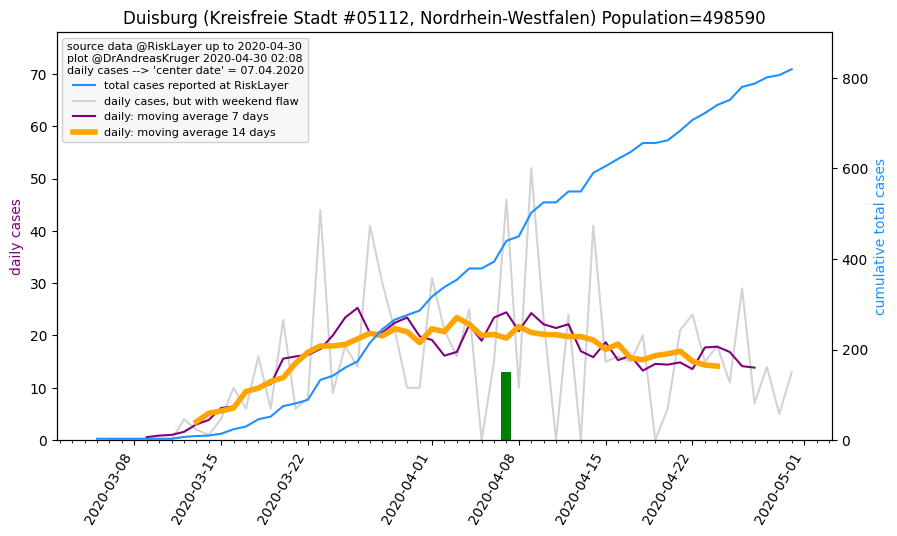 Duisburg (Kreisfreie Stadt #05112, Nordrhein-Westfalen) Population=498590
source data @RiskLayer up to 2020-04-30
plot @DrAndreasKruger 2020-04-30 02:08
daily cases --> 'center date' = 07.04.2020
total cases reported at RiskLayer
daily cases, but with weekend flaw
daily: moving average 7 days
daily: moving average 14 days
daily cases
0
10
20
30
40
50
60
70
cumulative total cases
0
200
400
600
800
2020-03-08
2020-03-15
2020-03-22
2020-04-01
2020-04-08
2020-04-15
2020-04-22
2020-05-01